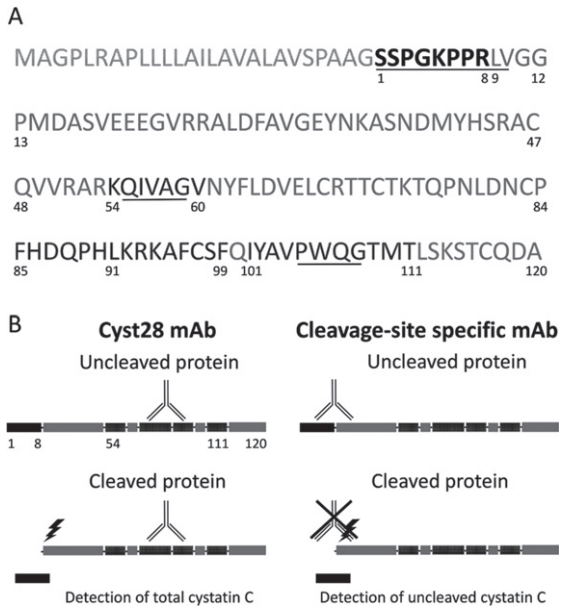 A
MAGPLRAPLLLLAILAVALAVSPAAGSSPGKPPRLVGG
1 8 9 12
PMDASVEEEGVRRALDFAVGEYNKASNDMYHSRAC
13 47
QVVRARKQIVAGVNYFLDVELCRTTCTKTQPNLDNCP
48 54 60 84
FHDQPHLKRKAFCSFQIYAVPWQGTMTLSKSTCQDA
85 91 99 101 111 120
B
Cyst28 mAb Cleavage-site specific mAb
Uncleaved protein Uncleaved protein
1 8 54 111 120
Cleaved protein Cleaved protein
Detection of total cystatin C Detection of uncleaved cystatin C